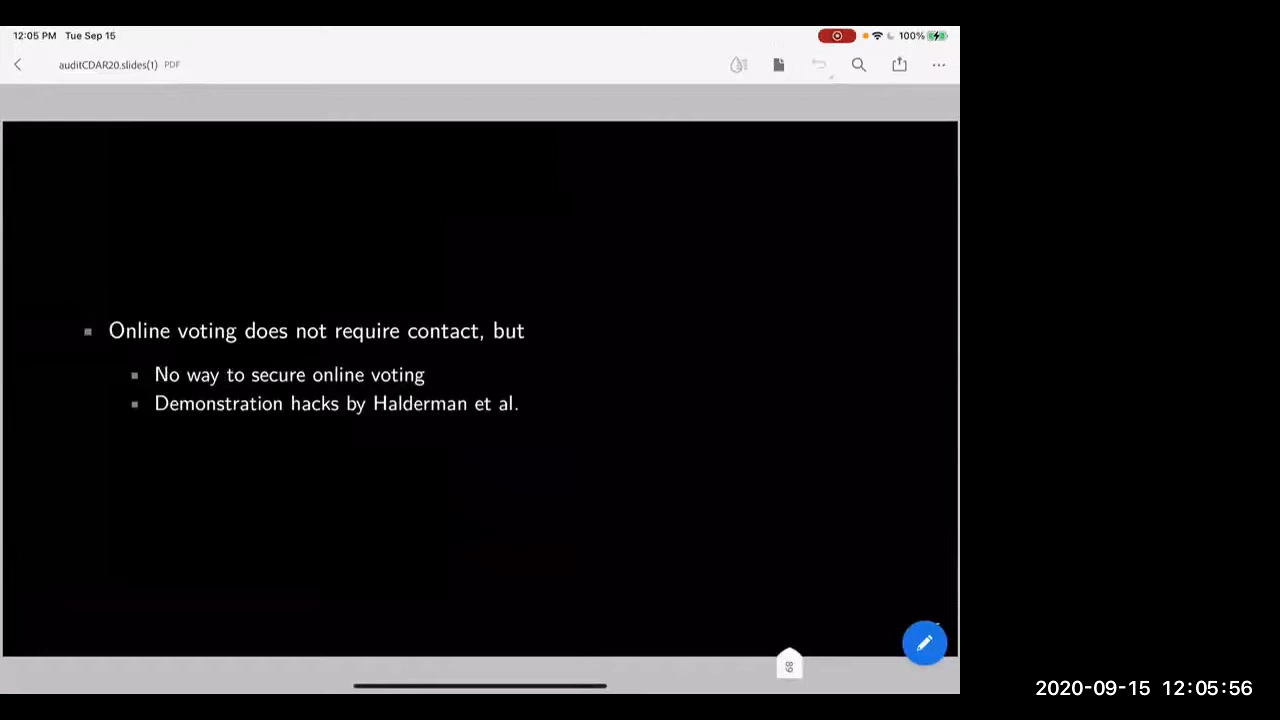 12:05 PM Tue Sep 15
100%
auditCDAR20.slides(1) PDF
Online voting does not require contact, but
No way to secure online voting
Demonstration hacks by Halderman et al.
89
2020-09-15 12:05:56